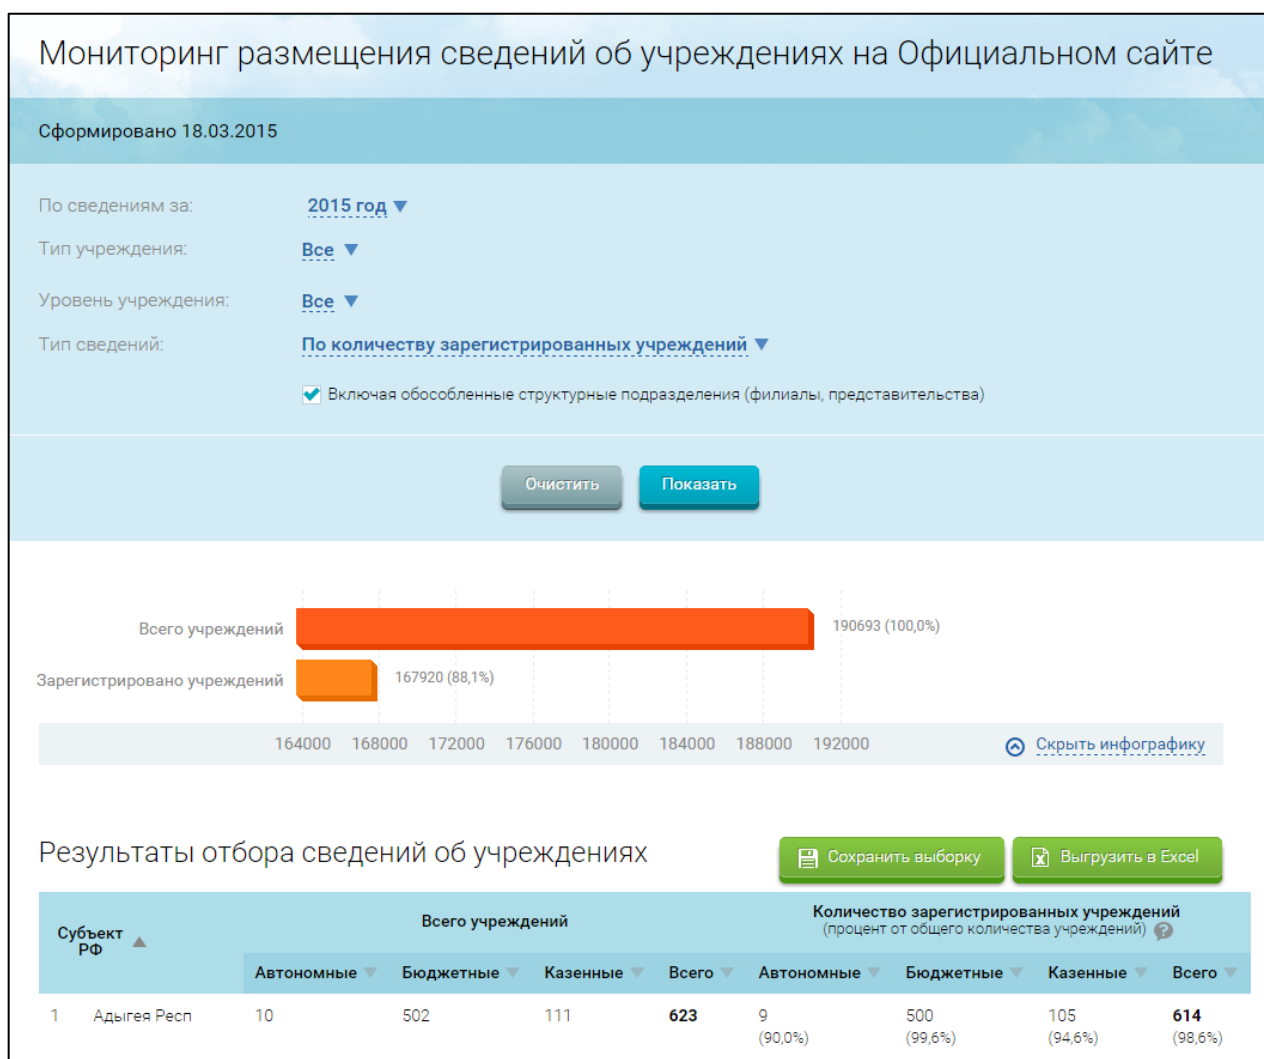 Мониторинг размещения сведений об учреждениях на Официальном сайте
Сформировано 18.03.2015
По сведениям за: 2015 год
Тип учреждения: Все
Уровень учреждения: Все
Тип сведений: По количеству зарегистрированных учреждений
Включая обособленные структурные подразделения (филиалы, представительства)
Очистить Показать
Всего учреждений 190693 (100,0%)
Зарегистрировано учреждений 167920 (88,1%)
164000 168000 172000 176000 180000 184000 188000 192000 Скрыть инфографику
Результаты отбора сведений об учреждениях Сохранить выборку Выгрузить в Excel
Субъект РФ Всего учреждений Количество зарегистрированных учреждений
(процент от общего количества учреждений) ?
Автономные Бюджетные Казенные Всего Автономные Бюджетные Казенные Всего
1 Адыгея Респ 10 502 111 623 9 500 105 614
(90,0%) (99,6%) (94,6%) (98,6%)